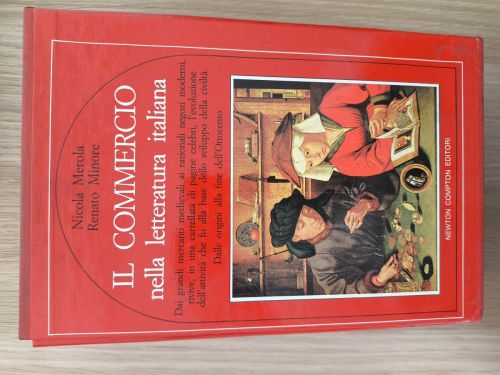 Nicola Merola
Renato Minore
IL COMMERCIO
nella letteratura italiana
Dai grandi mercanti medievali ai razionali negozi moderni,
rivive, in una carrellata di pagine celebri, l'evoluzione
dell'attività che fu alla base dello sviluppo della civiltà
Dalle origini alla fine dell'Ottocento
NEWTON COMPTON EDITORI